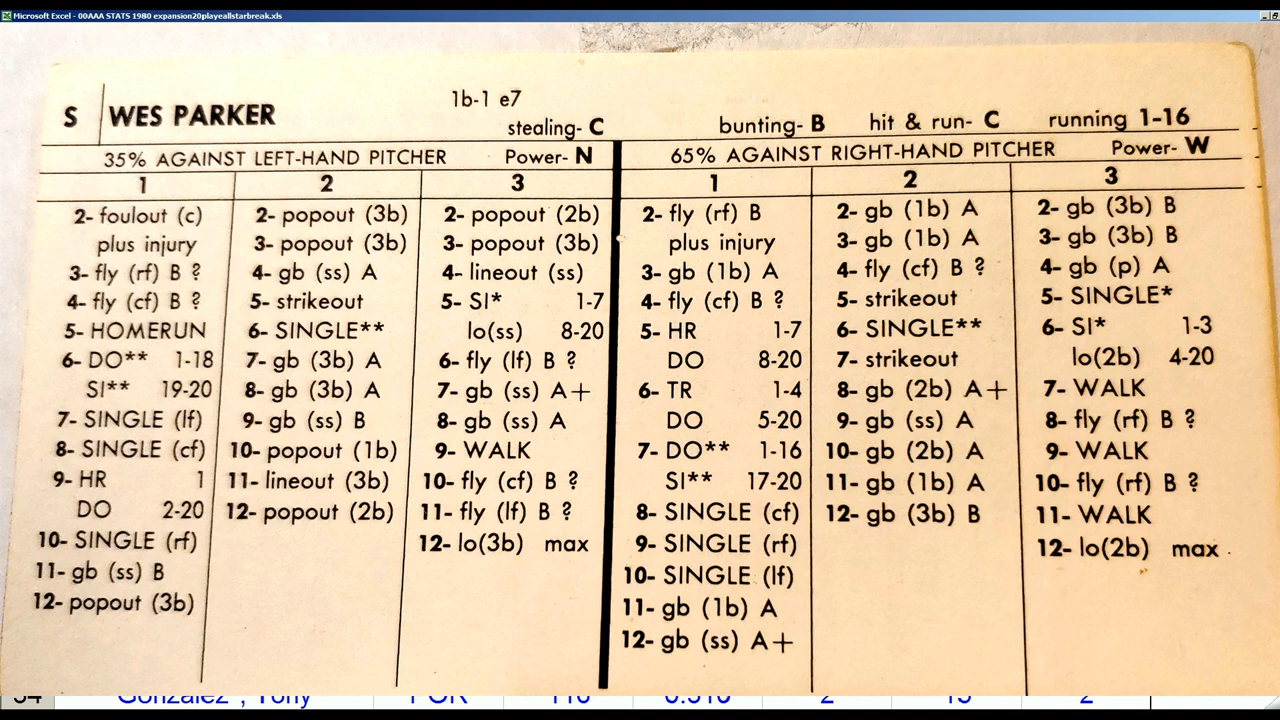 Microsoft Excel - 00AAA STATS 1980 expansion20playeallstarbreak.xls
S WES PARKER
1b-1 e7
stealing- C
bunting- B hit & run- C running 1-16
35% AGAINST LEFT-HAND PITCHER Power- N
65% AGAINST RIGHT-HAND PITCHER Power- W
1
2- foulout (c)
plus injury
3- fly (rf) B ?
4- fly (cf) B ?
5- HOMERUN
6- DO** 1-18
SI** 19-20
7- SINGLE (lf)
8- SINGLE (cf)
9- HR 1
DO 2-20
10- SINGLE (rf)
11- gb (ss) B
12- popout (3b)
2
2- popout (3b)
3- popout (3b)
4- gb (ss) A
5- strikeout
6- SINGLE**
7- gb (3b) A
8- gb (3b) A
9- gb (ss) B
10- popout (1b)
11- lineout (3b)
12- popout (2b)
3
2- popout (2b)
3- popout (3b)
4- lineout (ss)
5- SI* 1-7
lo(ss) 8-20
6- fly (lf) B ?
7- gb (ss) A+
8- gb (ss) A
9- WALK
10- fly (cf) B ?
11- fly (lf) B ?
12- lo(3b) max
1
2- fly (rf) B
plus injury
3- gb (1b) A
4- fly (cf) B ?
5- HR 1-7
DO 8-20
6- TR 1-4
DO 5-20
7- DO** 1-16
SI** 17-20
8- SINGLE (cf)
9- SINGLE (rf)
10- SINGLE (lf)
11- gb (1b) A
12- gb (ss) A+
2
2- gb (1b) A
3- gb (1b) A
4- fly (cf) B ?
5- strikeout
6- SINGLE**
7- strikeout
8- gb (2b) A+
9- gb (ss) A
10- gb (2b) A
11- gb (1b) A
12- gb (3b) B
3
2- gb (3b) B
3- gb (3b) B
4- gb (p) A
5- SINGLE*
6- SI* 1-3
lo(2b) 4-20
7- WALK
8- fly (rf) B ?
9- WALK
10- fly (rf) B ?
11- WALK
12- lo(2b) max
Gonzalez , Tony